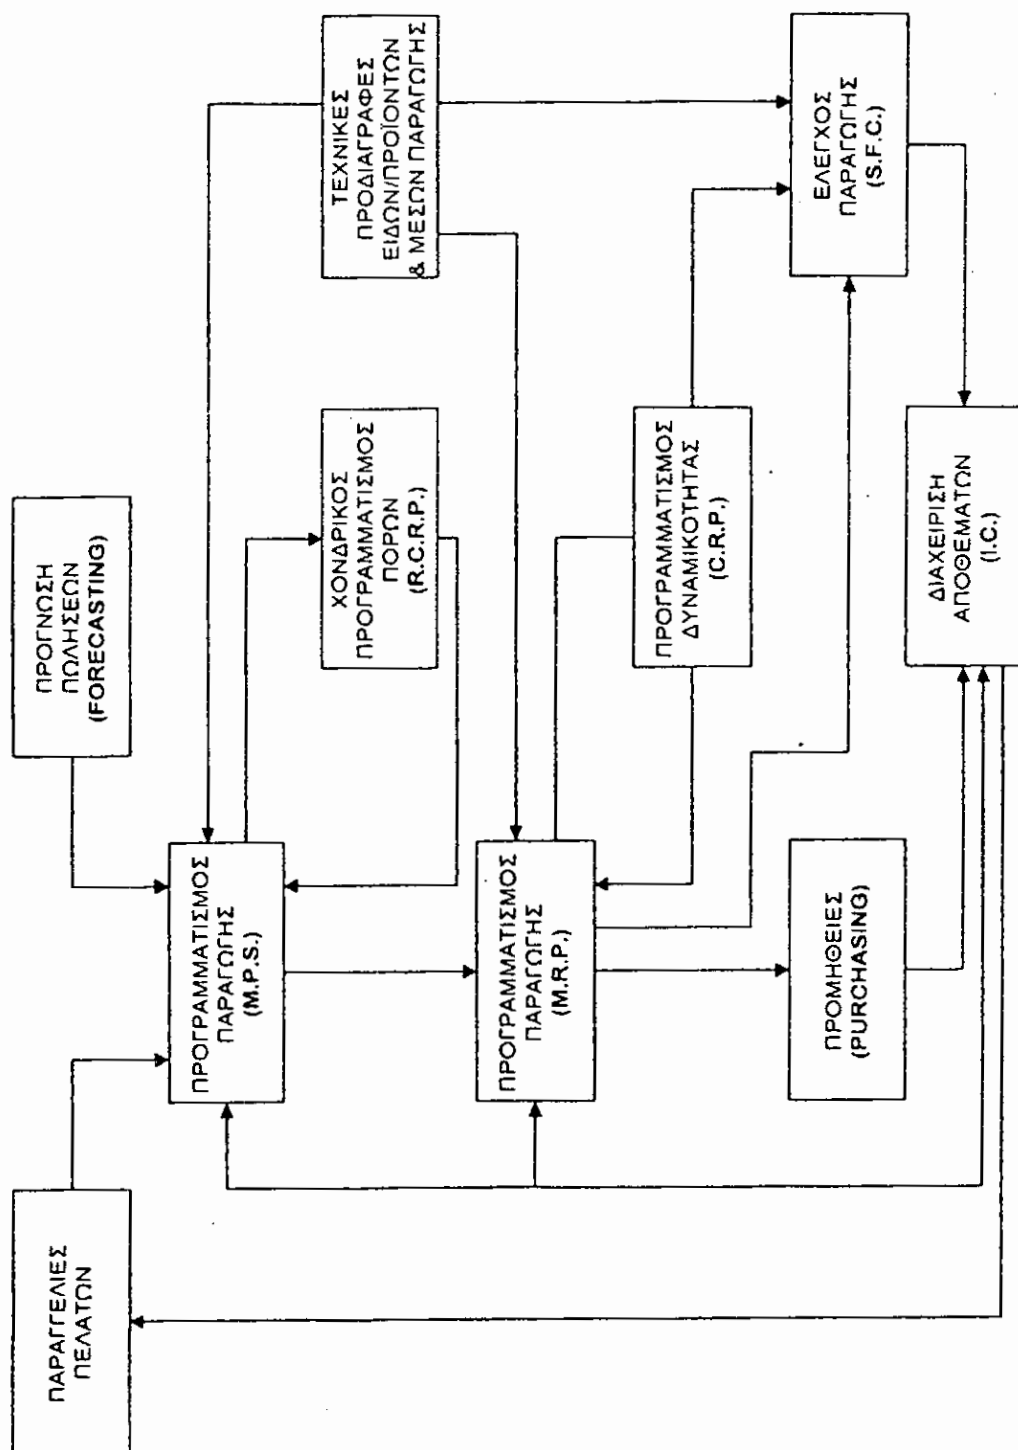 ΠΑΡΑΓΓΕΛΙΕΣ
ΠΕΛΑΤΩΝ
ΠΡΟΓΝΩΣΗ
ΠΩΛΗΣΕΩΝ
(FORECASTING)
ΠΡΟΓΡΑΜΜΑΤΙΣΜΟΣ
ΠΑΡΑΓΩΓΗΣ
(M.P.S.)
ΧΟΝΔΡΙΚΟΣ
ΠΡΟΓΡΑΜΜΑΤΙΣΜΟΣ
ΠΟΡΩΝ
(R.C.R.P.)
ΤΕΧΝΙΚΕΣ
ΠΡΟΔΙΑΓΡΑΦΕΣ
ΕΙΔΩΝ/ΠΡΟΪΟΝΤΩΝ
& ΜΕΣΩΝ ΠΑΡΑΓΩΓΗΣ
ΠΡΟΓΡΑΜΜΑΤΙΣΜΟΣ
ΠΑΡΑΓΩΓΗΣ
(M.R.P.)
ΠΡΟΓΡΑΜΜΑΤΙΣΜΟΣ
ΔΥΝΑΜΙΚΟΤΗΤΑΣ
(C.R.P.)
ΠΡΟΜΗΘΕΙΕΣ
(PURCHASING)
ΕΛΕΓΧΟΣ
ΠΑΡΑΓΩΓΗΣ
(S.F.C.)
ΔΙΑΧΕΙΡΙΣΗ
ΑΠΟΘΕΜΑΤΩΝ
(I.C.)